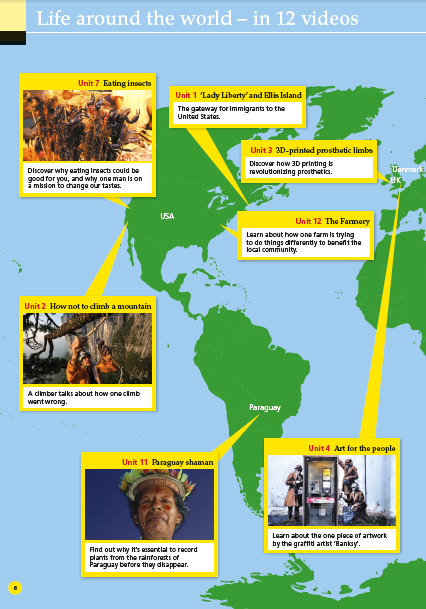 Life around the world – in 12 videos
Unit 7 Eating insects
Discover why eating insects could be
good for you, and why one man is on
a mission to change our tastes.
Unit 1 ‘Lady Liberty’ and Ellis Island
The gateway for immigrants to the
United States.
Unit 3 3D-printed prosthetic limbs
Discover how 3D printing is
revolutionizing prosthetics.
Denmark
UK
USA
Unit 12 The Farmery
Learn about how one farm is trying
to do things differently to benefit the
local community.
Unit 2 How not to climb a mountain
A climber talks about how one climb
went wrong.
Paraguay
Unit 11 Paraguay shaman
Find out why it's essential to record
plants from the rainforests of
Paraguay before they disappear.
Unit 4 Art for the people
Learn about the one piece of artwork
by the graffiti artist ‘Banksy’.
6